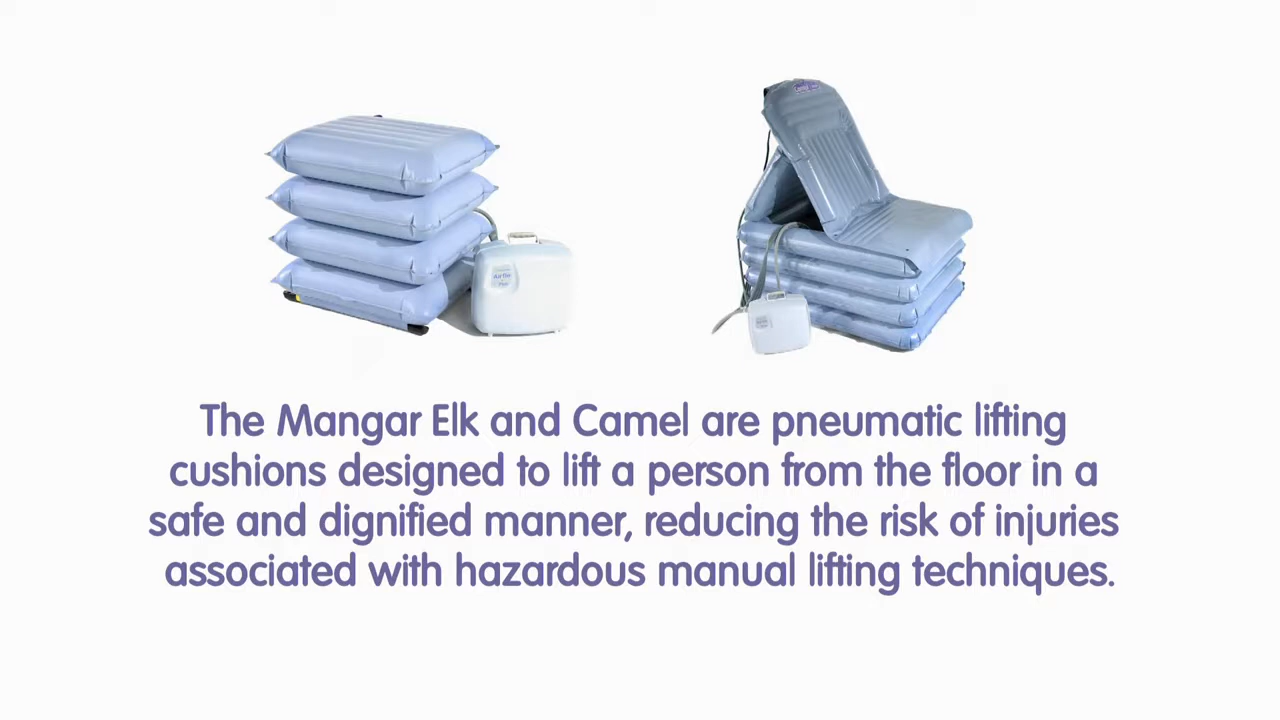 The Mangar Elk and Camel are pneumatic lifting
cushions designed to lift a person from the floor in a
safe and dignified manner, reducing the risk of injuries
associated with hazardous manual lifting techniques.